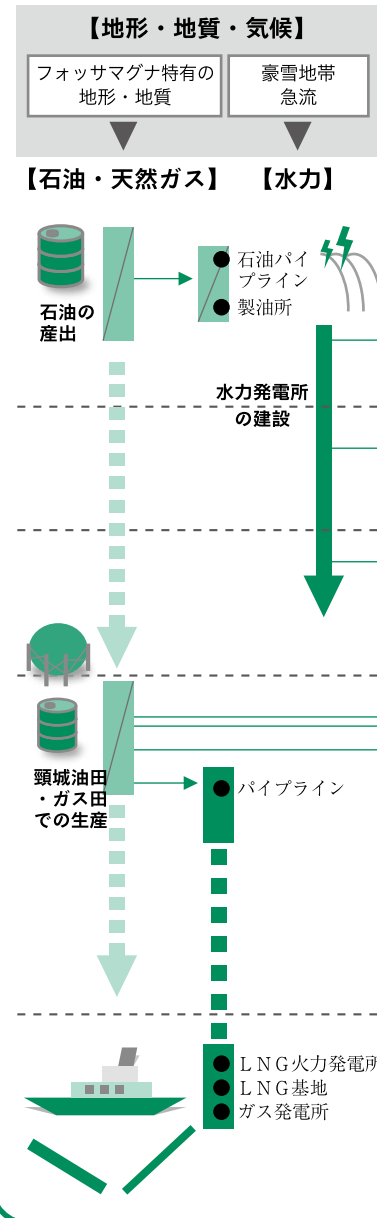 【地形・地質・気候】
フォッサマグナ特有の
地形・地質
豪雪地帯
急流
【石油・天然ガス】
【水力】
石油の
産出
石油パイ
プライン
製油所
水力発電所
の建設
頸城油田
・ガス田
での生産
パイプライン
ＬＮＧ火力発電所
ＬＮＧ基地
ガス発電所